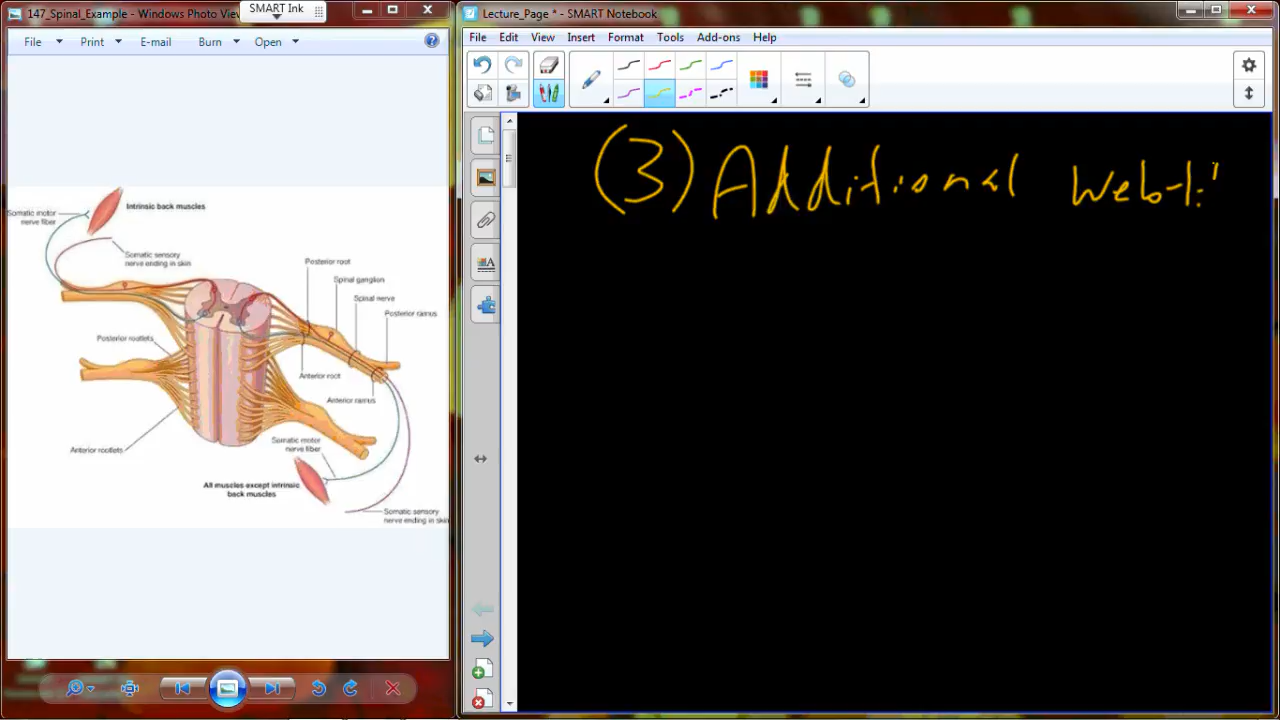 147_Spinal_Example - Windows Photo View
SMART Ink
File Print E-mail Burn Open
Intrinsic back muscles
Somatic motor
nerve fiber
Somatic sensory
nerve ending in skin
Posterior root
Spinal ganglion
Spinal nerve
Posterior ramus
Posterior rootlets
Anterior root
Anterior ramus
Anterior rootlets
Somatic motor
nerve fiber
All muscles except intrinsic
back muscles
Somatic sensory
nerve ending in skin
Lecture_Page * - SMART Notebook
File Edit View Insert Format Tools Add-ons Help
(3) Additional